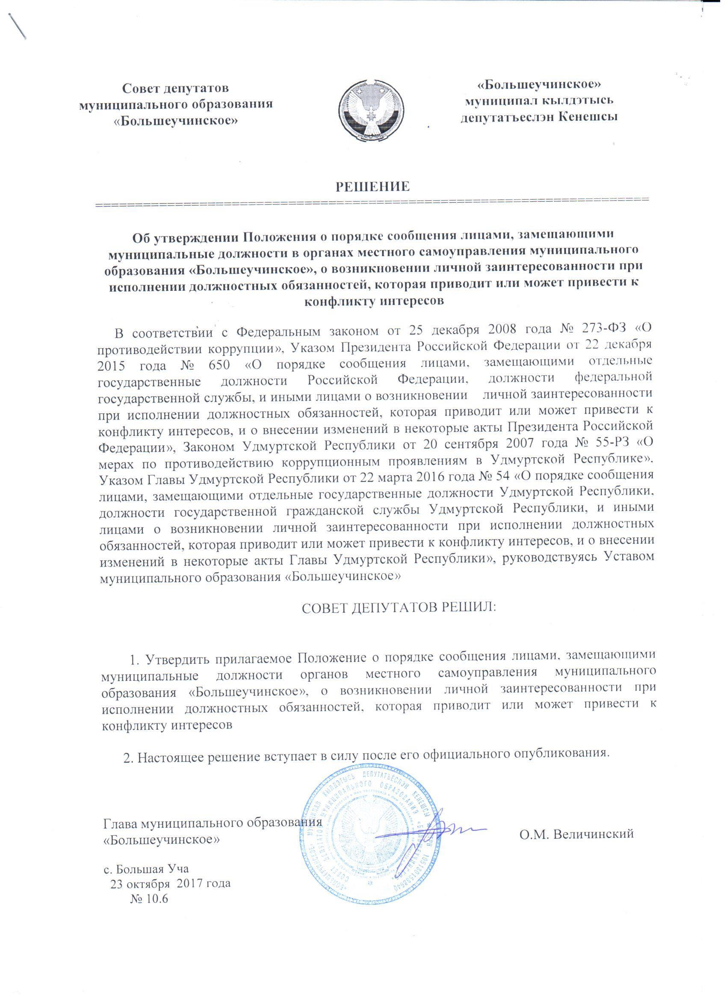 Совет депутатов
муниципального образования
«Большеучинское»
«Большеучинское»
муниципал кылдэтысь
депутатъеслэн Кенешсы
РЕШЕНИЕ
======================================================================
Об утверждении Положения о порядке сообщения лицами, замещающими
муниципальные должности в органах местного самоуправления муниципального
образования «Большеучинское», о возникновении личной заинтересованности при
исполнении должностных обязанностей, которая приводит или может привести к
конфликту интересов
В соответствии с Федеральным законом от 25 декабря 2008 года № 273-ФЗ «О
противодействии коррупции», Указом Президента Российской Федерации от 22 декабря
2015 года № 650 «О порядке сообщения лицами, замещающими отдельные
государственные должности Российской Федерации, должности федеральной
государственной службы, и иными лицами о возникновении личной заинтересованности
при исполнении должностных обязанностей, которая приводит или может привести к
конфликту интересов, и о внесении изменений в некоторые акты Президента Российской
Федерации», Законом Удмуртской Республики от 20 сентября 2007 года № 55-РЗ «О
мерах по противодействию коррупционным проявлениям в Удмуртской Республике»,
Указом Главы Удмуртской Республики от 22 марта 2016 года № 54 «О порядке сообщения
лицами, замещающими отдельные государственные должности Удмуртской Республики,
должности государственной гражданской службы Удмуртской Республики, и иными
лицами о возникновении личной заинтересованности при исполнении должностных
обязанностей, которая приводит или может привести к конфликту интересов, и о внесении
изменений в некоторые акты Главы Удмуртской Республики», руководствуясь Уставом
муниципального образования «Большеучинское»
СОВЕТ ДЕПУТАТОВ РЕШИЛ:
1. Утвердить прилагаемое Положение о порядке сообщения лицами, замещающими
муниципальные должности органов местного самоуправления муниципального
образования «Большеучинское», о возникновении личной заинтересованности при
исполнении должностных обязанностей, которая приводит или может привести к
конфликту интересов
2. Настоящее решение вступает в силу после его официального опубликования.
«БОЛЬШЕУЧИНСКОЕ» МУНИЦИПАЛ КЫЛДЭТЫСЬ ДЕПУТАТЪЕСЛЭН КЕНЕШСЫ * ОГРН 1051801598640
СОВЕТ ДЕПУТАТОВ МУНИЦИПАЛЬНОГО ОБРАЗОВАНИЯ «БОЛЬШЕУЧИНСКОЕ» *
Глава муниципального образования
«Большеучинское»
О.М. Величинский
с. Большая Уча
23 октября 2017 года
№ 10.6